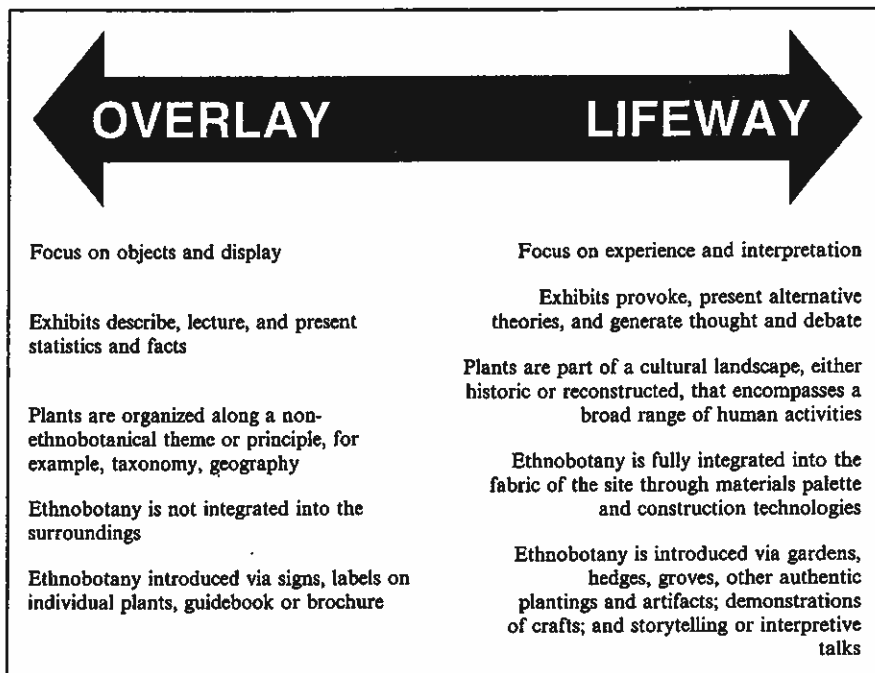 OVERLAY
LIFEWAY
Focus on objects and display
Exhibits describe, lecture, and present
statistics and facts
Plants are organized along a non-
ethnobotanical theme or principle, for
example, taxonomy, geography
Ethnobotany is not integrated into the
surroundings
Ethnobotany introduced via signs, labels on
individual plants, guidebook or brochure
Focus on experience and interpretation
Exhibits provoke, present alternative
theories, and generate thought and debate
Plants are part of a cultural landscape, either
historic or reconstructed, that encompasses a
broad range of human activities
Ethnobotany is fully integrated into the
fabric of the site through materials palette
and construction technologies
Ethnobotany is introduced via gardens,
hedges, groves, other authentic
plantings and artifacts; demonstrations
of crafts; and storytelling or interpretive
talks